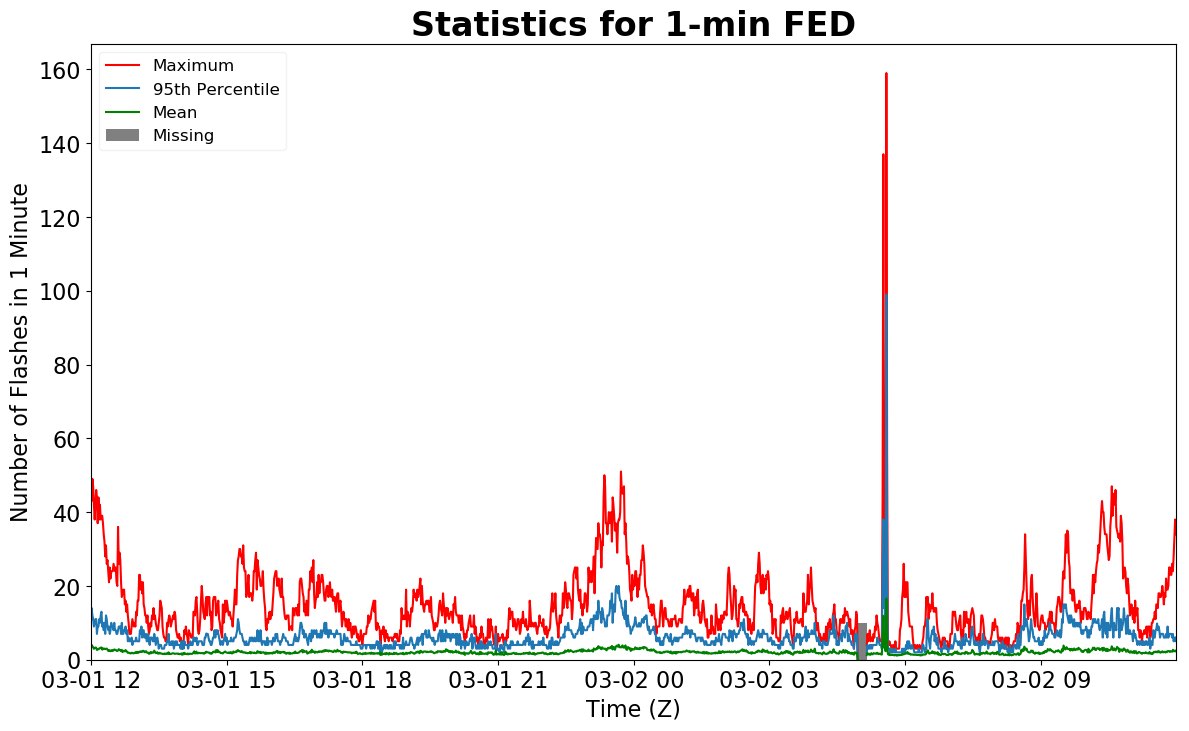 Statistics for 1-min FED
Maximum
95th Percentile
Mean
Missing
160
140
120
100
80
60
40
20
0
Number of Flashes in 1 Minute
03-01 12
03-01 15
03-01 18
03-01 21
03-02 00
03-02 03
03-02 06
03-02 09
Time (Z)